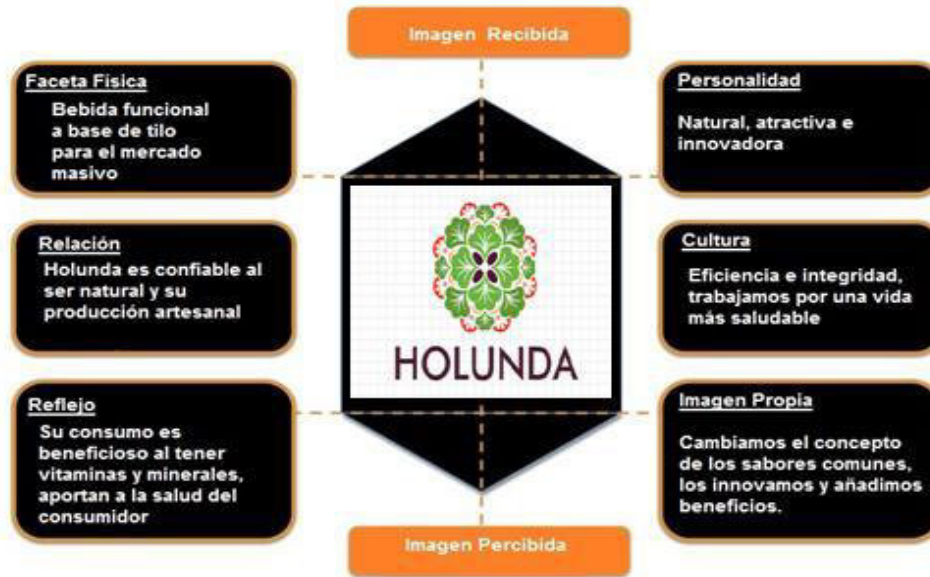 Imagen Recibida
Faceta Física
Bebida funcional
a base de tilo
para el mercado
masivo
Personalidad
Natural, atractiva e
innovadora
Relación
Holunda es confiable al
ser natural y su
producción artesanal
HOLUNDA
Cultura
Eficiencia e integridad,
trabajamos por una vida
más saludable
Reflejo
Su consumo es
beneficioso al tener
vitaminas y minerales,
aportan a la salud del
consumidor
Imagen Propia
Cambiamos el concepto
de los sabores comunes,
los innovamos y añadimos
beneficios.
Imagen Percibida